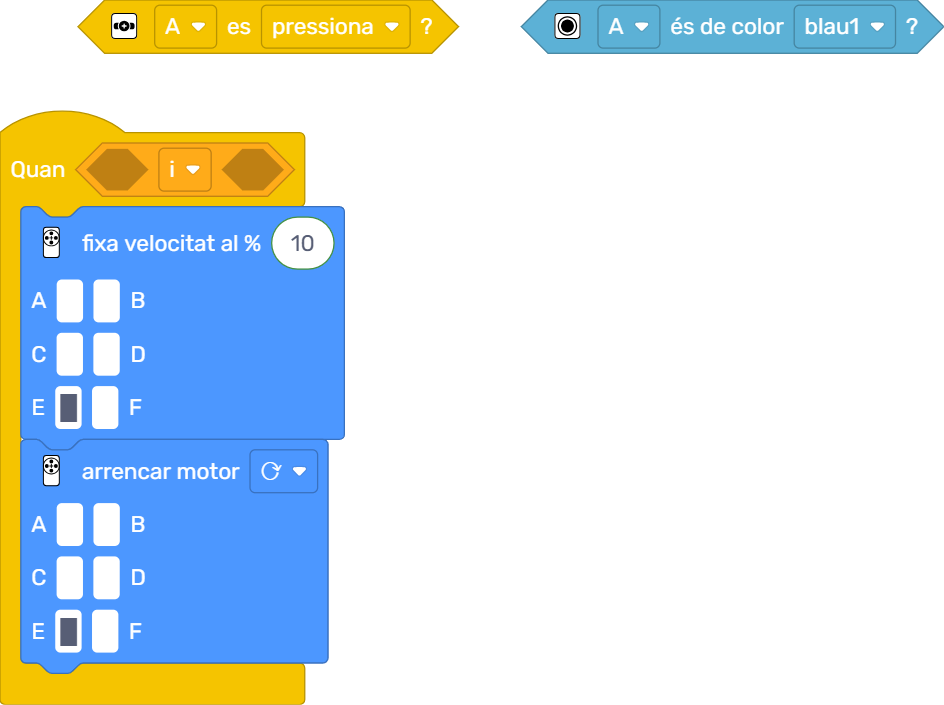 A es pressiona ?
A és de color blau1 ?
Quan i
fixa velocitat al % 10
A B
C D
E F
arrencar motor
A B
C D
E F